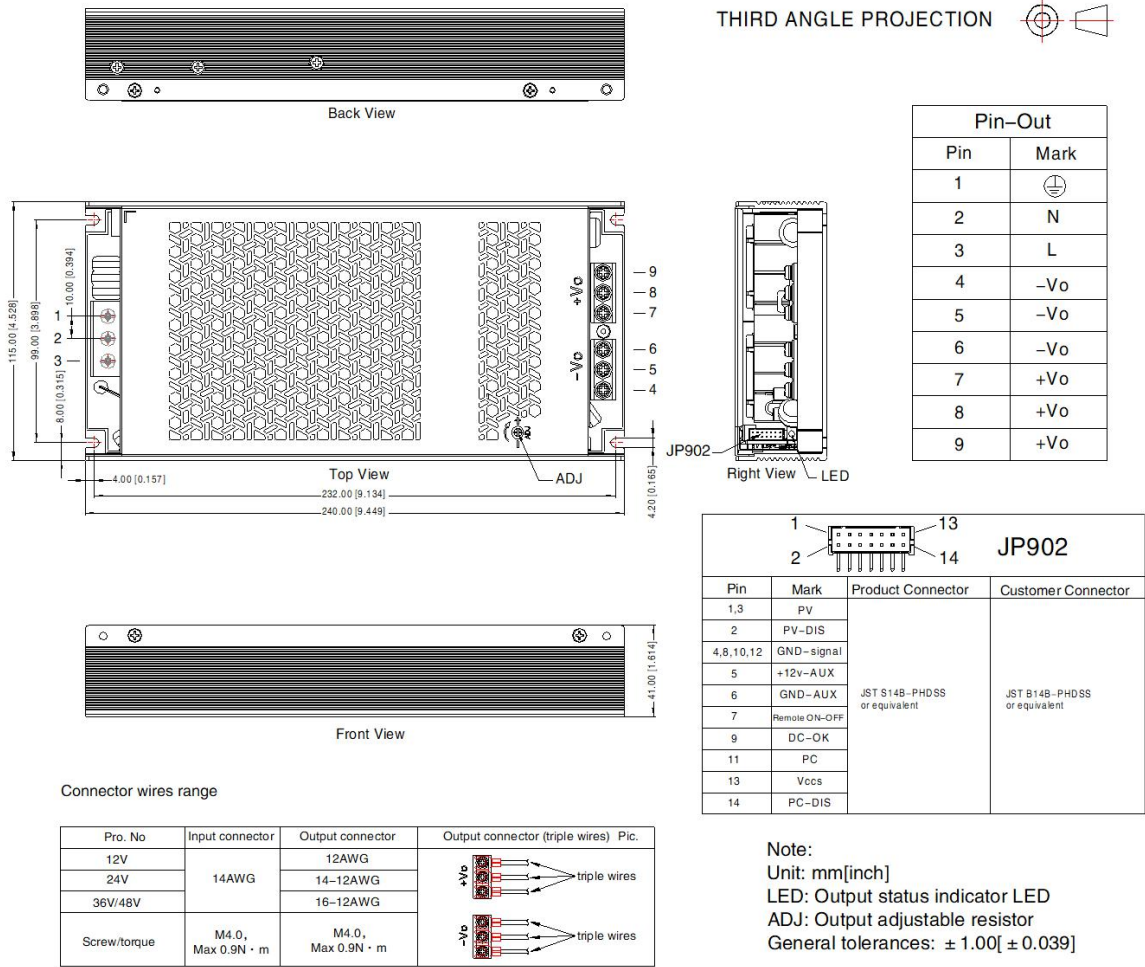 THIRD ANGLE PROJECTION
Back View
Pin-Out
Pin Mark
1
2 N
3 L
4 -Vo
5 -Vo
6 -Vo
7 +Vo
8 +Vo
9 +Vo
115.00 [4.528]
99.00 [3.898]
10.00 [0.394]
8.00 [0.315]
1
2
3
+Vo
-Vo
9
8
7
6
5
4
ADJ
ADJ
Top View
4.00 [0.157]
232.00 [9.134]
240.00 [9.449]
4.20 [0.165]
JP902
Right View
LED
1 13
2 14
JP902
Pin Mark Product Connector Customer Connector
1,3 PV
2 PV-DIS
4,8,10,12 GND-signal
5 +12v-AUX
6 GND-AUX
JST S14B-PHDSS
or equivalent
JST B14B-PHDSS
or equivalent
7 Remote ON-OFF
9 DC-OK
11 PC
13 Vccs
14 PC-DIS
41.00 [1.614]
Front View
Connector wires range
Pro. No Input connector Output connector Output connector (triple wires) Pic.
12V 12AWG
24V 14AWG 14-12AWG
36V/48V 16-12AWG
Screw/torque
M4.0,
Max 0.9N · m
M4.0,
Max 0.9N · m
+Vo
triple wires
-Vo
triple wires
Note:
Unit: mm[inch]
LED: Output status indicator LED
ADJ: Output adjustable resistor
General tolerances: ±1.00[±0.039]